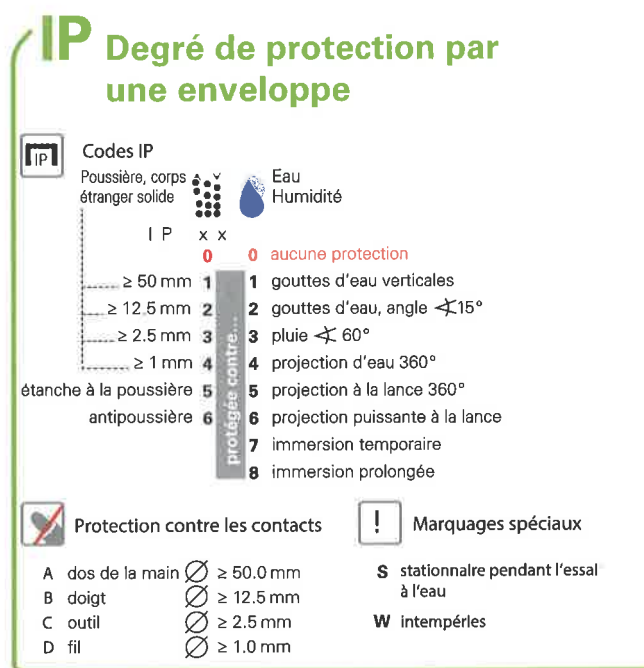 IP Degré de protection par
une enveloppe
IP
Codes IP
Poussière, corps
étranger solide
Eau
Humidité
I P x x
0 0 aucune protection
≥ 50 mm 1 1 gouttes d'eau verticales
≥ 12.5 mm 2 2 gouttes d'eau, angle ∢15°
≥ 2.5 mm 3 3 pluie ∢ 60°
≥ 1 mm 4 4 projection d'eau 360°
étanche à la poussière 5 5 projection à la lance 360°
antipoussière 6 6 projection puissante à la lance
7 immersion temporaire
8 immersion prolongée
protégée contre...
Protection contre les contacts
A dos de la main ∅ ≥ 50.0 mm
B doigt ∅ ≥ 12.5 mm
C outil ∅ ≥ 2.5 mm
D fil ∅ ≥ 1.0 mm
! Marquages spéciaux
S stationnaire pendant l'essal
à l'eau
W intempérles